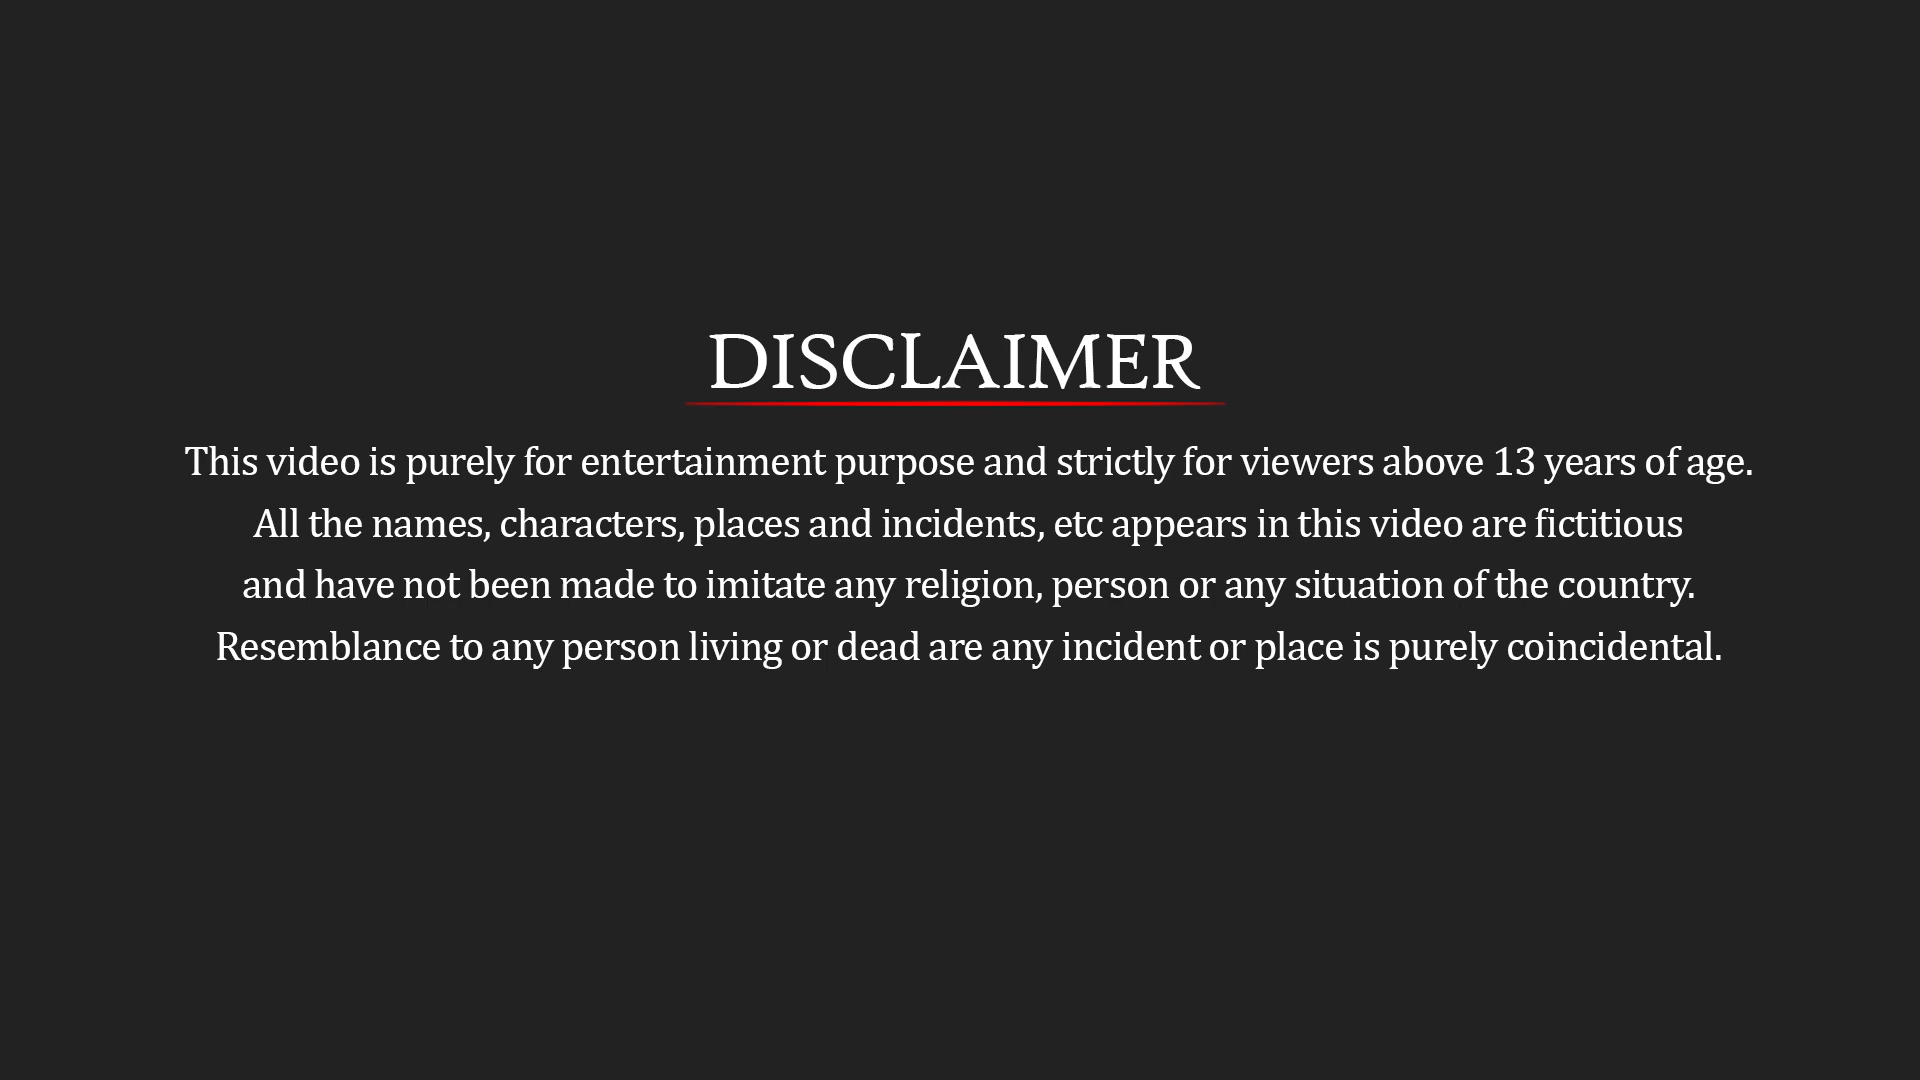 DISCLAIMER
This video is purely for entertainment purpose and strictly for viewers above 13 years of age.
All the names, characters, places and incidents, etc appears in this video are fictitious
and have not been made to imitate any religion, person or any situation of the country.
Resemblance to any person living or dead are any incident or place is purely coincidental.